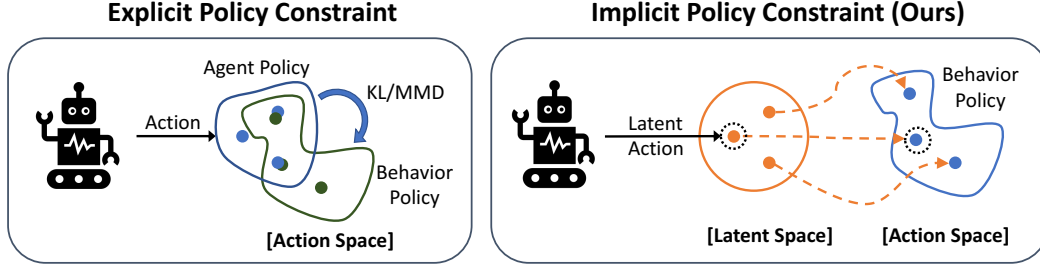 Explicit Policy Constraint
Agent Policy
KL/MMD
Action
Behavior
Policy
[Action Space]
Implicit Policy Constraint (Ours)
Behavior
Policy
Latent
Action
[Latent Space]
[Action Space]